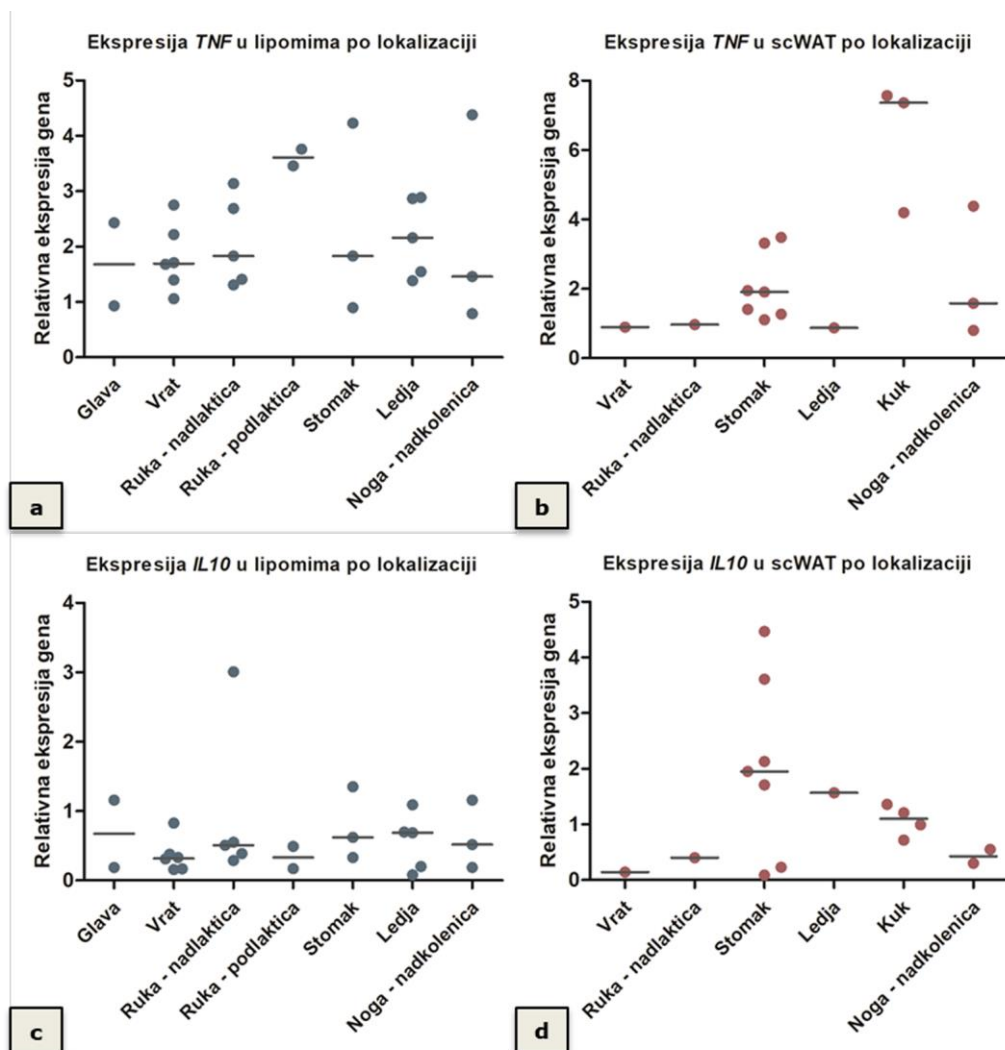 Ekspresija TNF u lipomima po lokalizaciji
Relativna ekspresija gena
5
4
3
2
1
0
Glava
Vrat
Ruka - nadlaktica
Ruka - podlaktica
Stomak
Ledja
Noga - nadkolenica
a
Ekspresija TNF u scWAT po lokalizaciji
Relativna ekspresija gena
8
6
4
2
0
Vrat
Ruka - nadlaktica
Stomak
Ledja
Kuk
Noga - nadkolenica
b
Ekspresija IL10 u lipomima po lokalizaciji
Relativna ekspresija gena
4
3
2
1
0
Glava
Vrat
Ruka - nadlaktica
Ruka - podlaktica
Stomak
Ledja
Noga - nadkolenica
c
Ekspresija IL10 u scWAT po lokalizaciji
Relativna ekspresija gena
5
4
3
2
1
0
Vrat
Ruka - nadlaktica
Stomak
Ledja
Kuk
Noga - nadkolenica
d